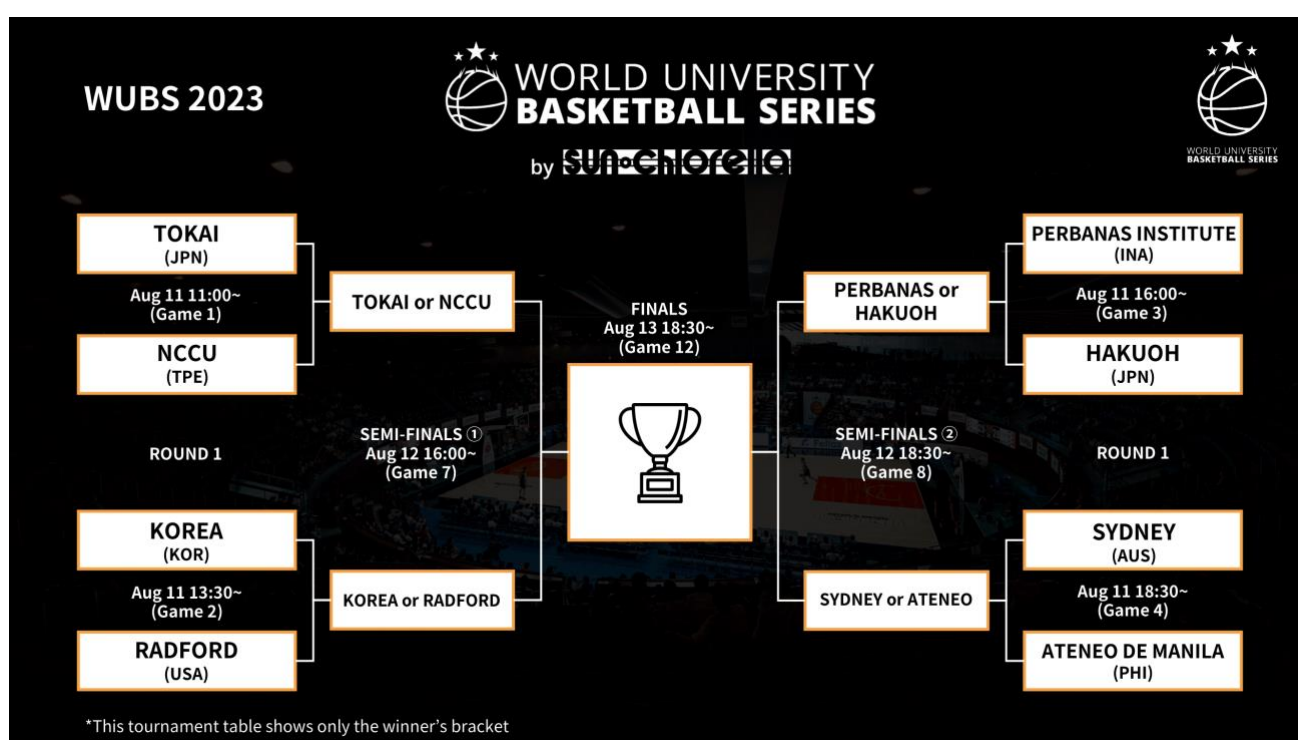 WUBS 2023
WORLD UNIVERSITY
BASKETBALL SERIES
by sun chlorella
WORLD UNIVERSITY
BASKETBALL SERIES
TOKAI
(JPN)
Aug 11 11:00~
(Game 1)
NCCU
(TPE)
TOKAI or NCCU
ROUND 1
SEMI-FINALS ①
Aug 12 16:00~
(Game 7)
KOREA
(KOR)
Aug 11 13:30~
(Game 2)
RADFORD
(USA)
KOREA or RADFORD
FINALS
Aug 13 18:30~
(Game 12)
PERBANAS or
HAKUOH
PERBANAS INSTITUTE
(INA)
Aug 11 16:00~
(Game 3)
HAKUOH
(JPN)
SEMI-FINALS ②
Aug 12 18:30~
(Game 8)
ROUND 1
SYDNEY or ATENEO
SYDNEY
(AUS)
Aug 11 18:30~
(Game 4)
ATENEO DE MANILA
(PHI)
*This tournament table shows only the winner's bracket